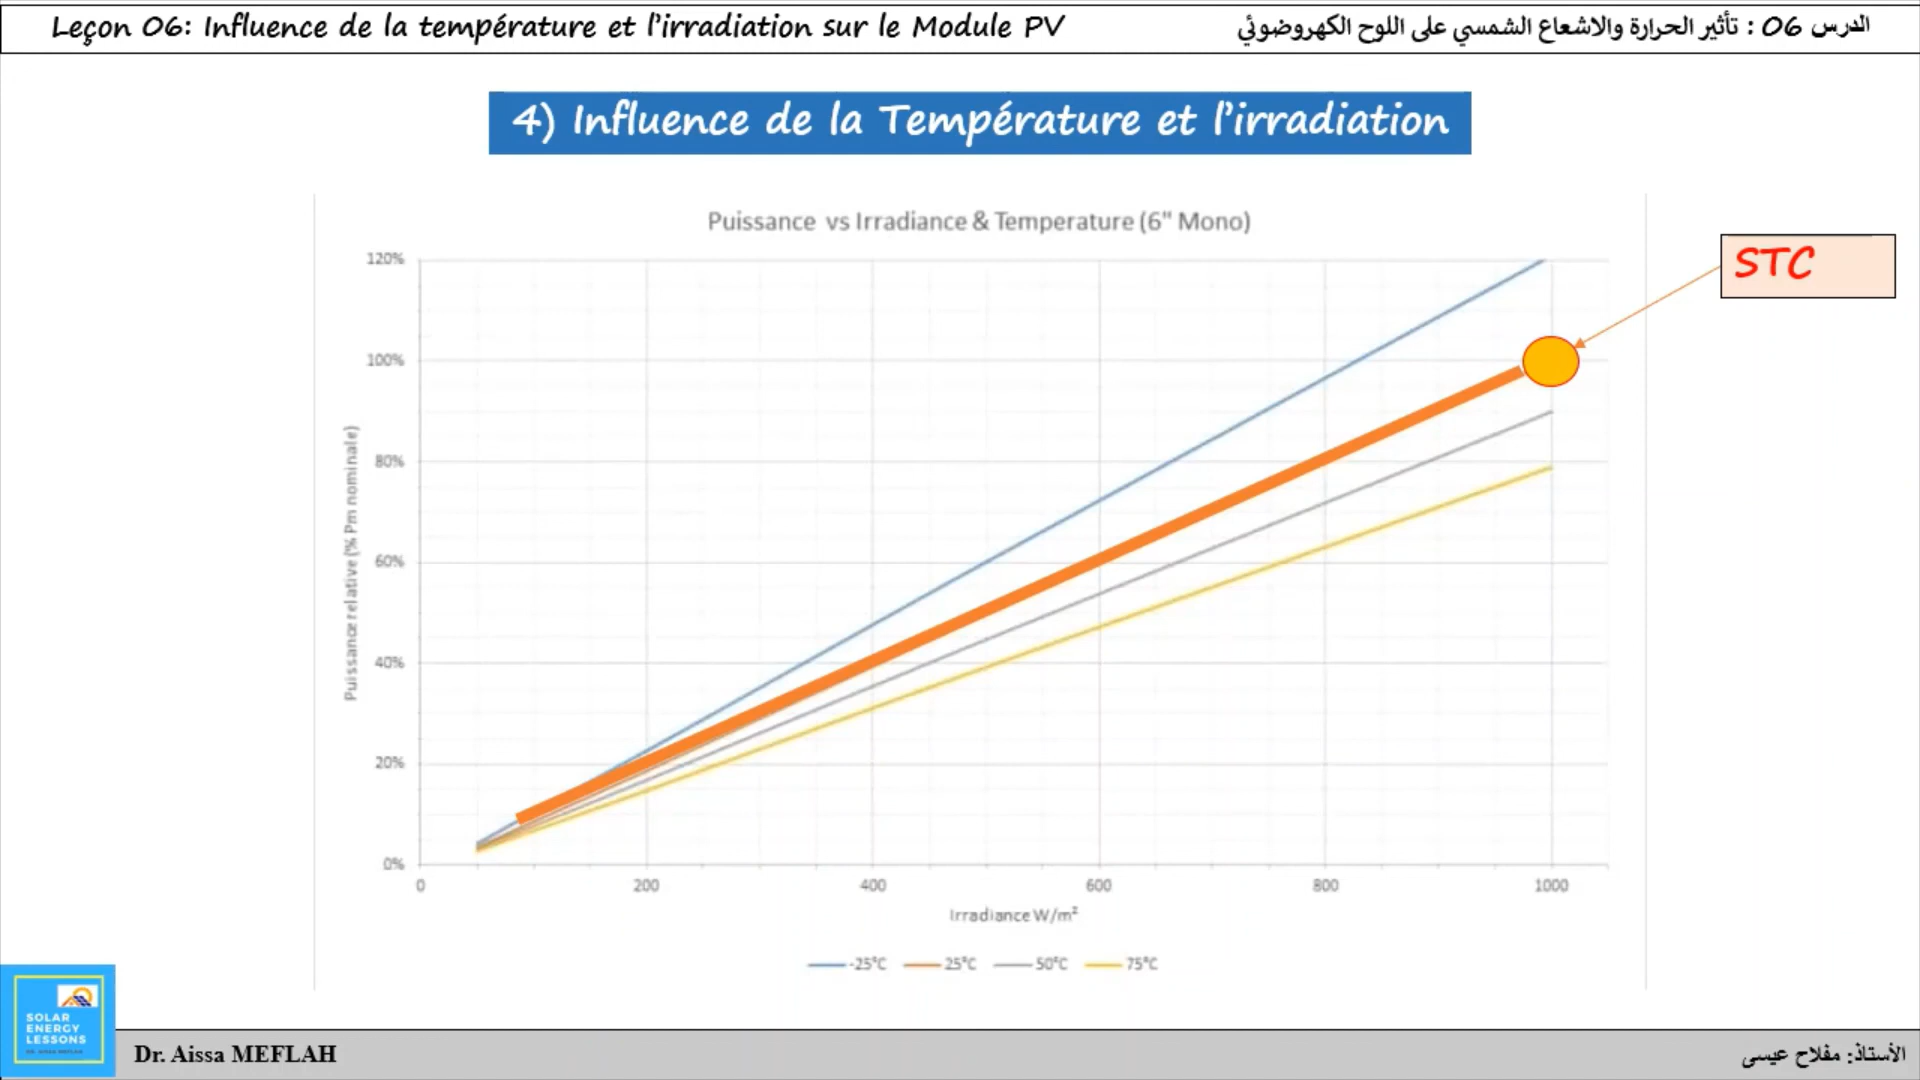 Leçon 06: Influence de la température et l'irradiation sur le Module PV
الدرس 06 : تأثير الحرارة والاشعاع الشمسي على اللوح الكهروضوئي
4) Influence de la Température et l'irradiation
Puissance vs Irradiance & Temperature (6" Mono)
STC
120%
100%
80%
60%
40%
20%
0%
Puissance relative (% Pm nominale)
0 200 400 600 800 1000
Irradiance W/m²
-25°C 25°C 50°C 75°C
SOLAR
ENERGY
LESSONS
DR. AISSA MEFLAH
Dr. Aissa MEFLAH
الأستاذ: مفلاح عيسى